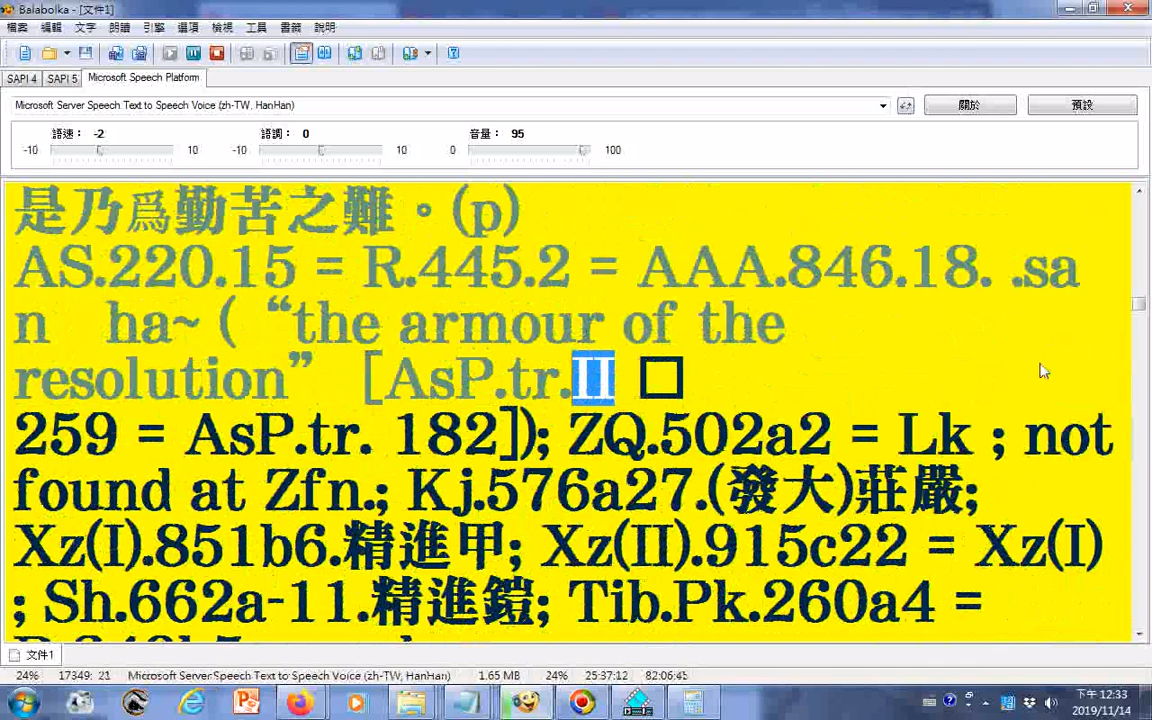 Balabolka - [文件1]
檔案 編輯 文字 朗讀 引擎 選項 檢視 工具 書籤 說明
SAPI 4 SAPI 5 Microsoft Speech Platform
Microsoft Server Speech Text to Speech Voice (zh-TW, HanHan)
關於 預設
語速： -2 語調： 0 音量： 95
-10 10 -10 10 0 100
是乃爲勤苦之難。(p)
AS.220.15 = R.445.2 = AAA.846.18. .sa
n ha~ ( “the armour of the
resolution” [AsP.tr.II □
259 = AsP.tr. 182]); ZQ.502a2 = Lk ; not
found at Zfn.; Kj.576a27.(發大)莊嚴;
Xz(I).851b6.精進甲; Xz(II).915c22 = Xz(I)
; Sh.662a-11.精進鎧; Tib.Pk.260a4 =
文件1
24% 17349: 21 Microsoft Server Speech Text to Speech Voice (zh-TW, HanHan) 1.65 MB 24% 25:37:12 82:06:45
下午 12:33
2019/11/14